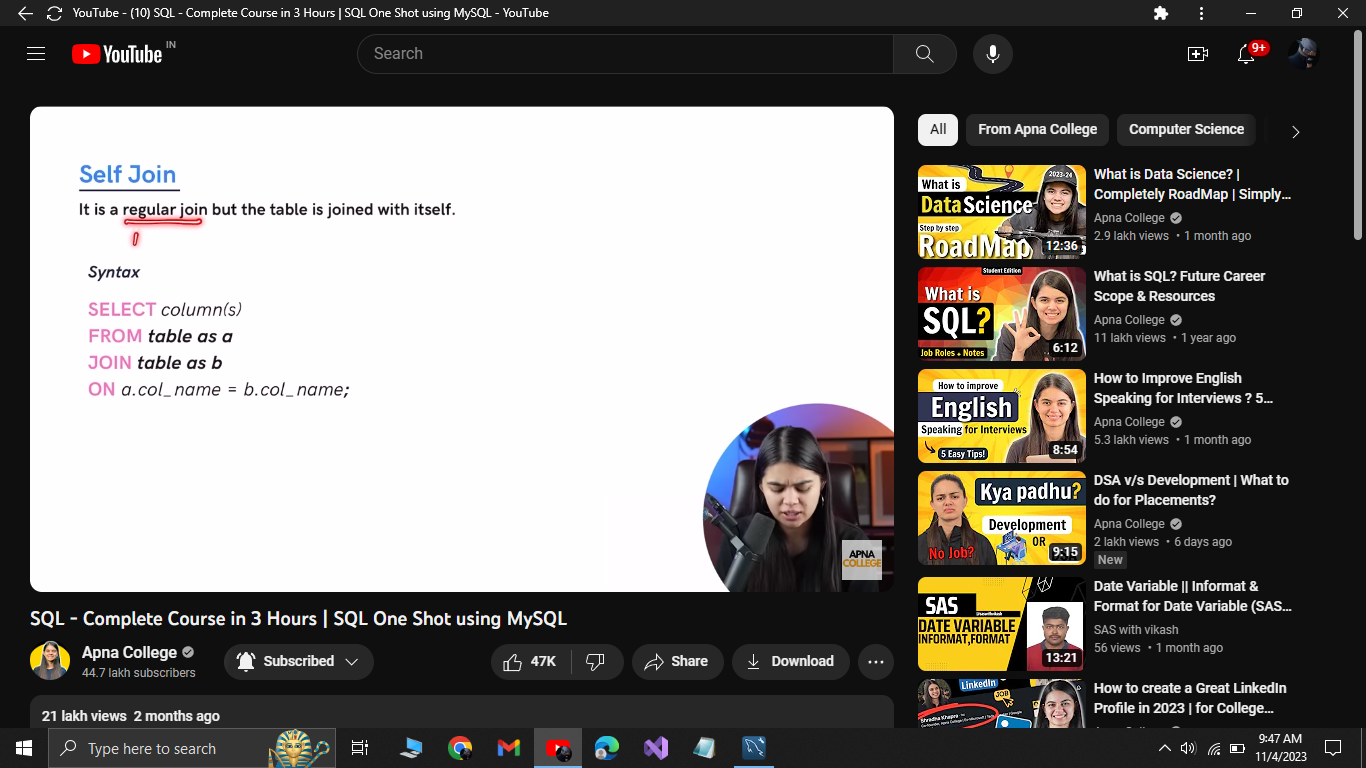 YouTube - (10) SQL - Complete Course in 3 Hours | SQL One Shot using MySQL - YouTube
YouTube IN
Search
9+
Self Join
It is a regular join but the table is joined with itself.
Syntax
SELECT column(s)
FROM table as a
JOIN table as b
ON a.col_name = b.col_name;
APNA
COLLEGE
SQL - Complete Course in 3 Hours | SQL One Shot using MySQL
Apna College
44.7 lakh subscribers
Subscribed
47K
Share
Download
21 lakh views 2 months ago
All
From Apna College
Computer Science
What is
Data Science
Step by step
RoadMap
2023-24
12:36
What is Data Science? |
Completely RoadMap | Simply...
Apna College
2.9 lakh views • 1 month ago
Student Edition
What is
SQL?
Job Roles + Notes
6:12
What is SQL? Future Career
Scope & Resources
Apna College
11 lakh views • 1 year ago
How to improve
English
Speaking for Interviews
5 Easy Tips!
8:54
How to Improve English
Speaking for Interviews ? 5...
Apna College
5.3 lakh views • 1 month ago
Kya padhu?
Development
OR
No Job?
9:15
DSA v/s Development | What to
do for Placements?
Apna College
2 lakh views • 6 days ago
New
SAS
DATE VARIABLE
INFORMAT,FORMAT
13:21
Date Variable || Informat &
Format for Date Variable (SAS...
SAS with vikash
56 views • 1 month ago
LinkedIn
JOB
Shradha Khapra
How to create a Great LinkedIn
Profile in 2023 | for College...
Type here to search
9:47 AM
11/4/2023